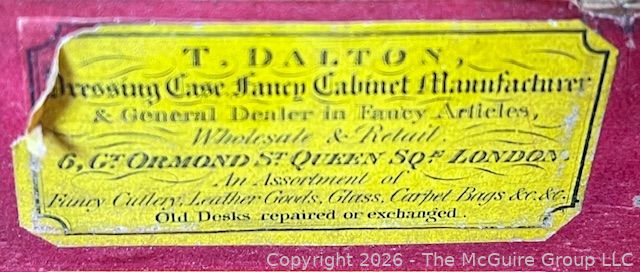 T. DALTON,
Dressing Case, Fancy Cabinet Manufacturer
& General Dealer in Fancy Articles,
Wholesale & Retail,
6, GT ORMOND ST QUEEN SQRE LONDON.
An Assortment of
Fancy Cutlery, Leather Goods, Glass, Carpet Bags &c. &c.
Old Desks repaired or exchanged.
Copyright 2026 - The McGuire Group LLC